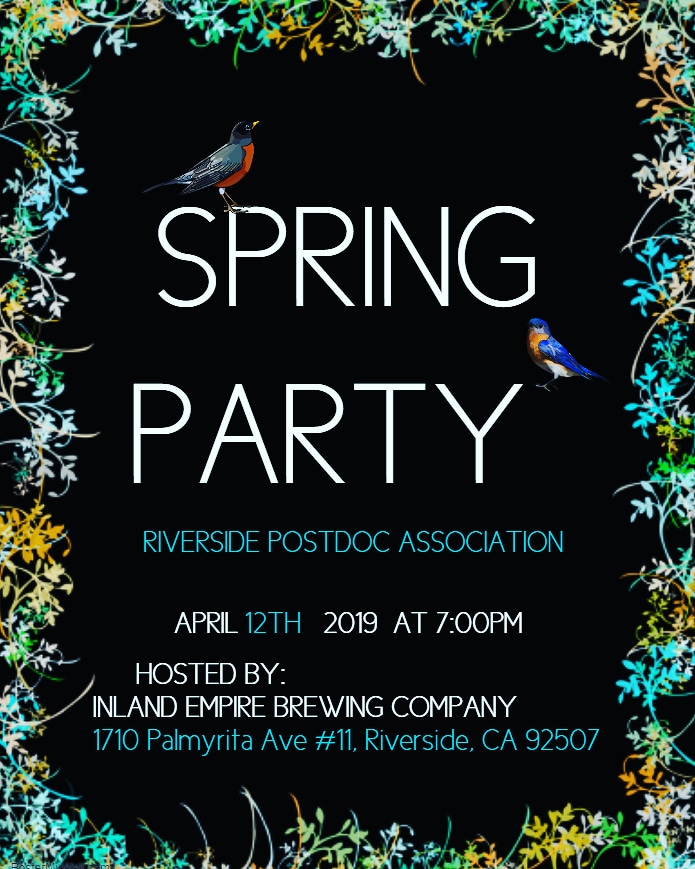 SPRING
PARTY
RIVERSIDE POSTDOC ASSOCIATION
APRIL 12TH 2019 AT 7:00PM
HOSTED BY:
INLAND EMPIRE BREWING COMPANY
1710 Palmyrita Ave #11, Riverside, CA 92507